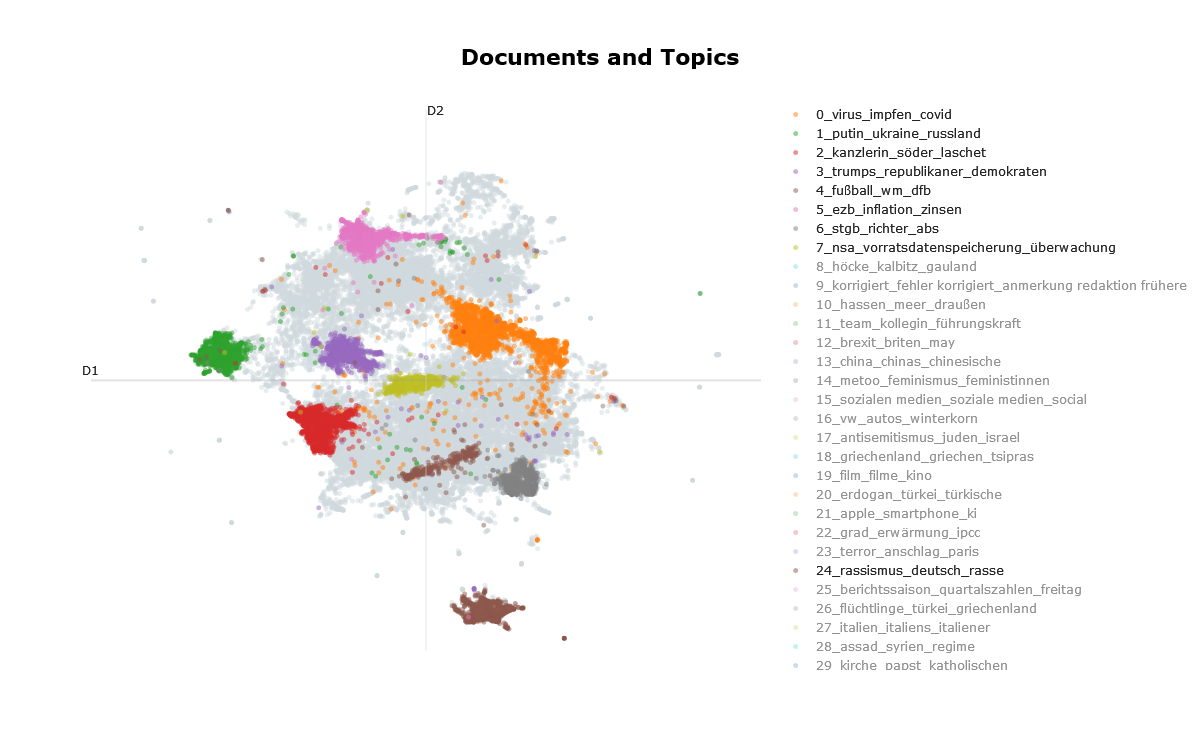 Documents and Topics
D2
D1
0_virus_impfen_covid
1_putin_ukraine_russland
2_kanzlerin_söder_laschet
3_trumps_republikaner_demokraten
4_fußball_wm_dfb
5_ezb_inflation_zinsen
6_stgb_richter_abs
7_nsa_vorratsdatenspeicherung_überwachung
8_höcke_kalbitz_gauland
9_korrigiert_fehler korrigiert_anmerkung redaktion frühere
10_hassen_meer_draußen
11_team_kollegin_führungskraft
12_brexit_briten_may
13_china_chinas_chinesische
14_metoo_feminismus_feministinnen
15_sozialen medien_soziale medien_social
16_vw_autos_winterkorn
17_antisemitismus_juden_israel
18_griechenland_griechen_tsipras
19_film_filme_kino
20_erdogan_türkei_türkische
21_apple_smartphone_ki
22_grad_erwärmung_ipcc
23_terror_anschlag_paris
24_rassismus_deutsch_rasse
25_berichtssaison_quartalszahlen_freitag
26_flüchtlinge_türkei_griechenland
27_italien_italiens_italiener
28_assad_syrien_regime
29_kirche_papst_katholischen